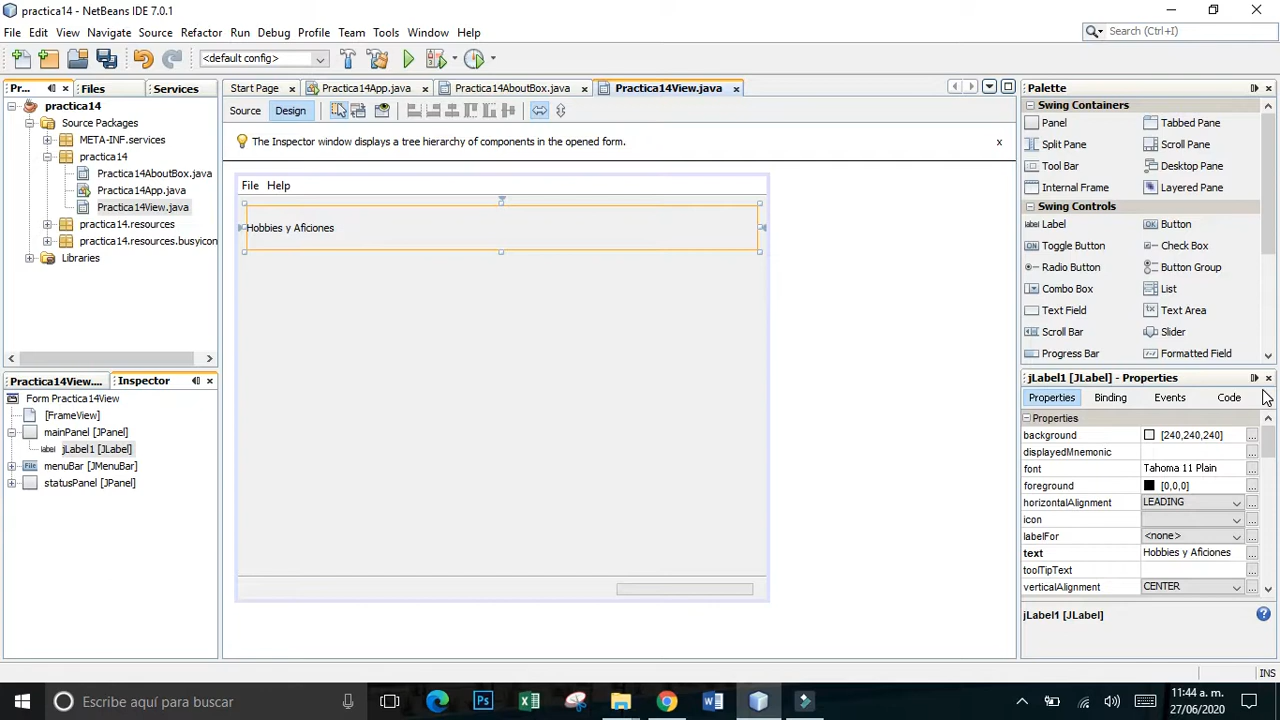 practica14 - NetBeans IDE 7.0.1
File Edit View Navigate Source Refactor Run Debug Profile Team Tools Window Help
Search (Ctrl+I)
<default config>
Pr... Files Services
practica14
Source Packages
META-INF.services
practica14
Practica14AboutBox.java
Practica14App.java
Practica14View.java
practica14.resources
practica14.resources.busyicon
Libraries
Practica14View.... Inspector
Form Practica14View
[FrameView]
mainPanel [JPanel]
label jLabel1 [JLabel]
File menuBar [JMenuBar]
statusPanel [JPanel]
Start Page Practica14App.java Practica14AboutBox.java Practica14View.java
Source Design
The Inspector window displays a tree hierarchy of components in the opened form.
File Help
Hobbies y Aficiones
Palette
Swing Containers
Panel Tabbed Pane
Split Pane Scroll Pane
Tool Bar Desktop Pane
Internal Frame Layered Pane
Swing Controls
label Label OK Button
ON Toggle Button Check Box
Radio Button Button Group
Combo Box List
Text Field Text Area
Scroll Bar Slider
Progress Bar Formatted Field
jLabel1 [JLabel] - Properties
Properties Binding Events Code
Properties
background [240,240,240] ...
displayedMnemonic ...
font Tahoma 11 Plain ...
foreground [0,0,0] ...
horizontalAlignment LEADING ...
icon ...
labelFor <none> ...
text Hobbies y Aficiones ...
toolTipText ...
verticalAlignment CENTER ...
jLabel1 [JLabel]
INS
Escribe aquí para buscar
11:44 a. m.
27/06/2020